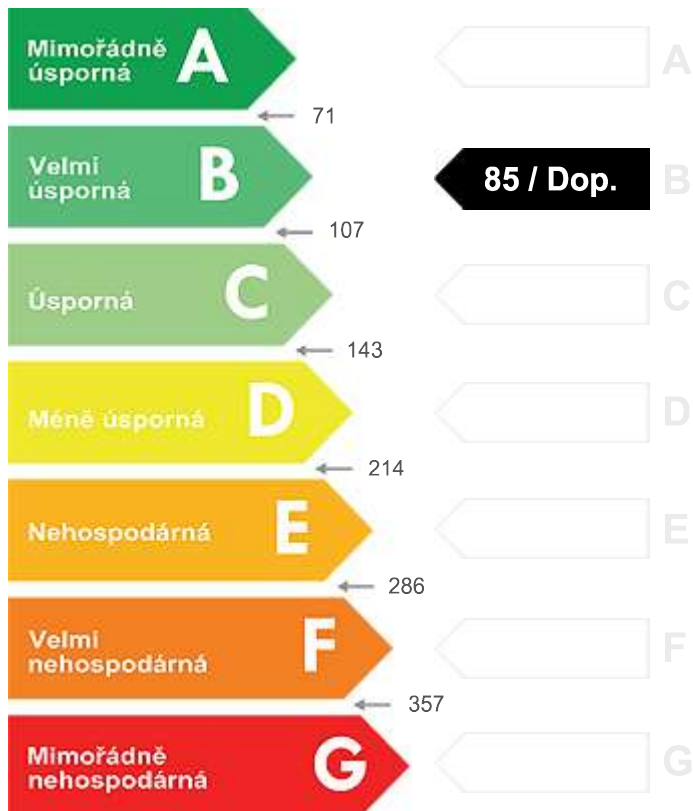 Mimořádně
úsporná
A
A
71
Velmi
úsporná
B
85 / Dop.
B
107
Úsporná
C
C
143
Méně úsporná
D
D
214
Nehospodárná
E
E
286
Velmi
nehospodárná
F
F
357
Mimořádně
nehospodárná
G
G